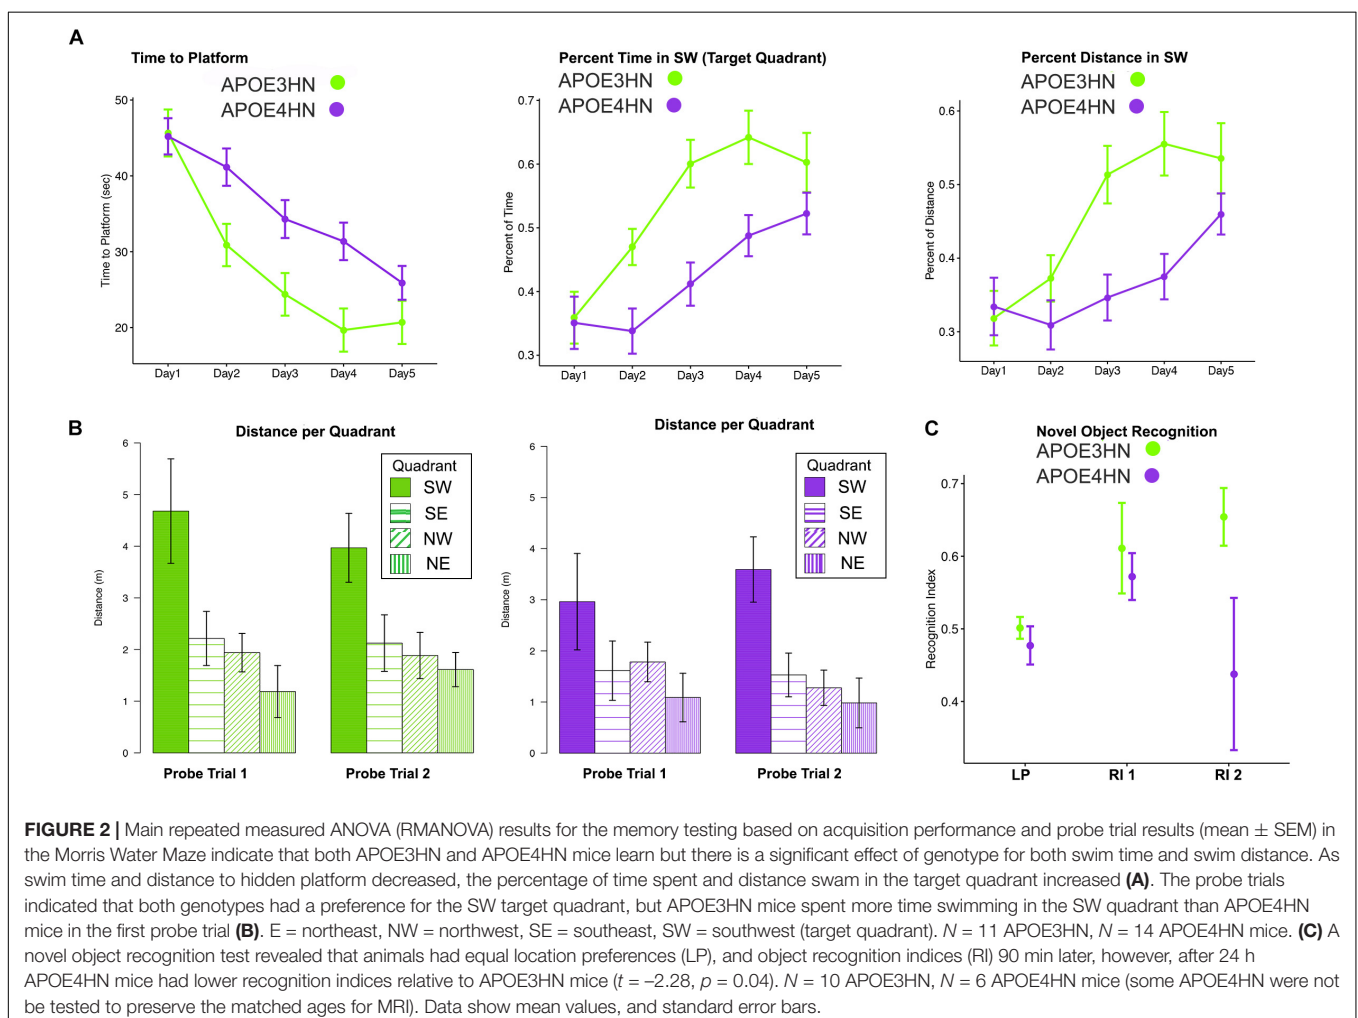 A
Time to Platform
APOE3HN
APOE4HN
50
40
30
20
Time to Platform (sec)
Day1 Day2 Day3 Day4 Day5
Percent Time in SW (Target Quadrant)
APOE3HN
APOE4HN
0.7
0.6
0.5
0.4
0.3
Percent of Time
Day1 Day2 Day3 Day4 Day5
Percent Distance in SW
APOE3HN
APOE4HN
0.6
0.5
0.4
0.3
Percent of Distance
Day1 Day2 Day3 Day4 Day5
B
Distance per Quadrant
6
5
4
3
2
1
0
Distance (m)
Quadrant
SW
SE
NW
NE
Probe Trial 1 Probe Trial 2
Distance per Quadrant
6
5
4
3
2
1
0
Distance (m)
Quadrant
SW
SE
NW
NE
Probe Trial 1 Probe Trial 2
C
Novel Object Recognition
APOE3HN
APOE4HN
0.7
0.6
0.5
0.4
Recognition Index
LP RI 1 RI 2
FIGURE 2 | Main repeated measured ANOVA (RMANOVA) results for the memory testing based on acquisition performance and probe trial results (mean ± SEM) in
the Morris Water Maze indicate that both APOE3HN and APOE4HN mice learn but there is a significant effect of genotype for both swim time and swim distance. As
swim time and distance to hidden platform decreased, the percentage of time spent and distance swam in the target quadrant increased (A). The probe trials
indicated that both genotypes had a preference for the SW target quadrant, but APOE3HN mice spent more time swimming in the SW quadrant than APOE4HN
mice in the first probe trial (B). E = northeast, NW = northwest, SE = southeast, SW = southwest (target quadrant). N = 11 APOE3HN, N = 14 APOE4HN mice. (C) A
novel object recognition test revealed that animals had equal location preferences (LP), and object recognition indices (RI) 90 min later, however, after 24 h
APOE4HN mice had lower recognition indices relative to APOE3HN mice (t = –2.28, p = 0.04). N = 10 APOE3HN, N = 6 APOE4HN mice (some APOE4HN were not
be tested to preserve the matched ages for MRI). Data show mean values, and standard error bars.